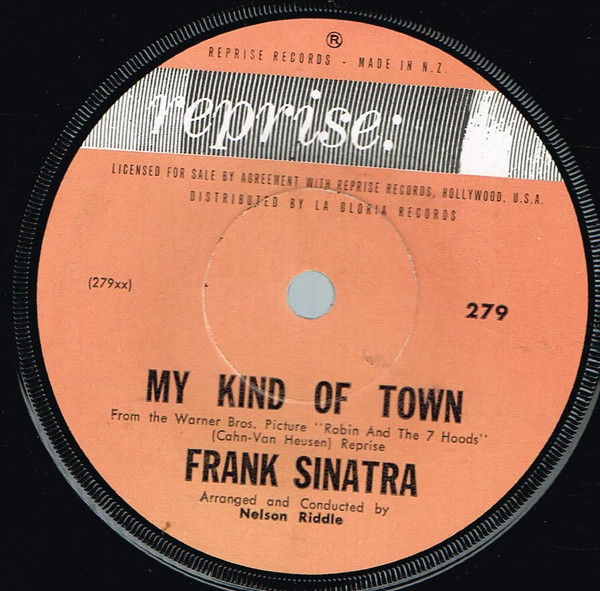 ®
REPRISE RECORDS - MADE IN N.Z.
reprise:
LICENSED FOR SALE BY AGREEMENT WITH REPRISE RECORDS, HOLLYWOOD, U.S.A.
DISTRIBUTED BY LA GLORIA RECORDS
(279xx)
279
MY KIND OF TOWN
From the Warner Bros. Picture "Robin And The 7 Hoods"
(Cahn-Van Heusen) Reprise
FRANK SINATRA
Arranged and Conducted by
Nelson Riddle